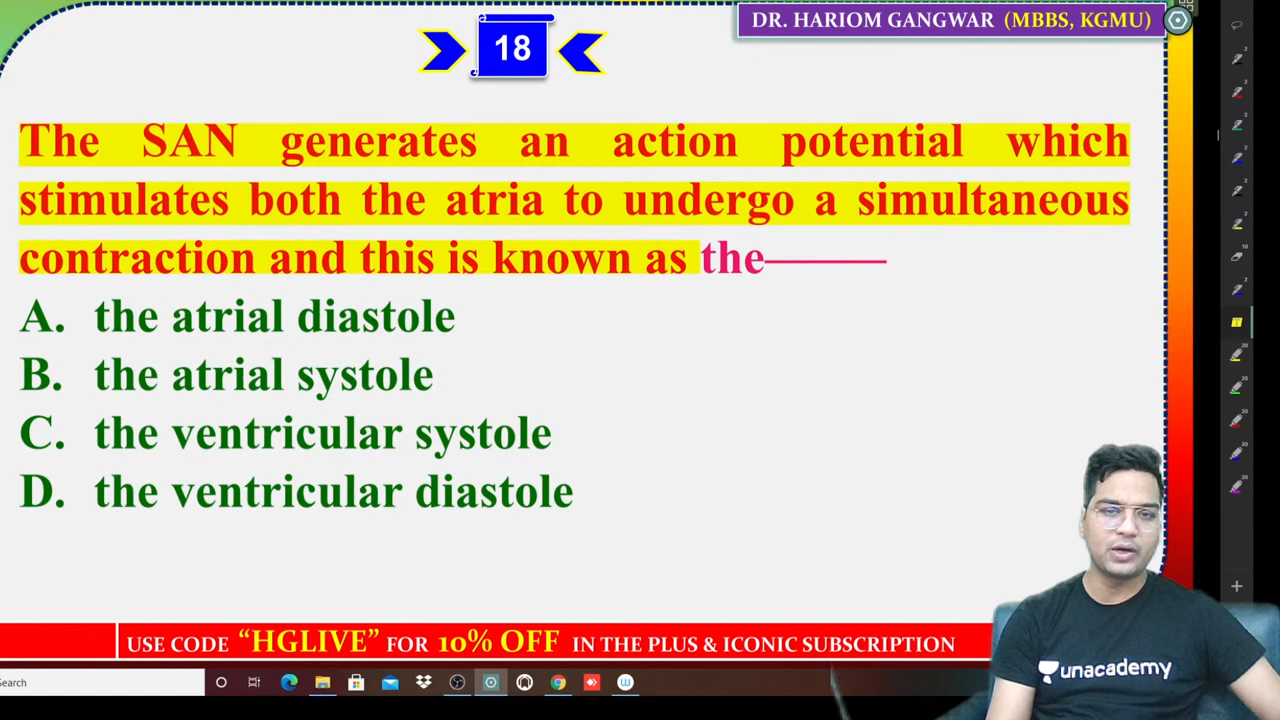 DR. HARIOM GANGWAR (MBBS, KGMU)
18
The SAN generates an action potential which
stimulates both the atria to undergo a simultaneous
contraction and this is known as the———
A. the atrial diastole
B. the atrial systole
C. the ventricular systole
D. the ventricular diastole
unacademy
USE CODE “HGLIVE” FOR 10% OFF IN THE PLUS & ICONIC SUBSCRIPTION
Search